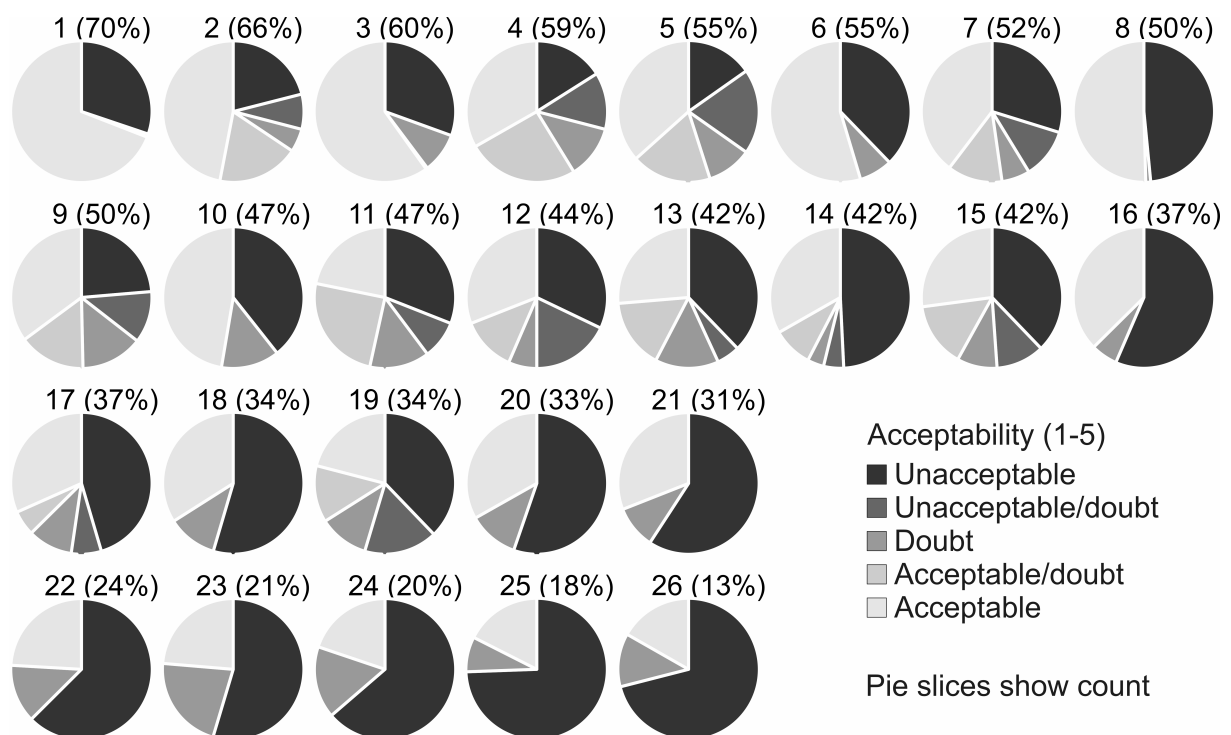 1 (70%) 2 (66%) 3 (60%) 4 (59%) 5 (55%) 6 (55%) 7 (52%) 8 (50%)
9 (50%) 10 (47%) 11 (47%) 12 (44%) 13 (42%) 14 (42%) 15 (42%) 16 (37%)
17 (37%) 18 (34%) 19 (34%) 20 (33%) 21 (31%)
Acceptability (1-5)
Unacceptable
Unacceptable/doubt
Doubt
Acceptable/doubt
Acceptable
22 (24%) 23 (21%) 24 (20%) 25 (18%) 26 (13%)
Pie slices show count